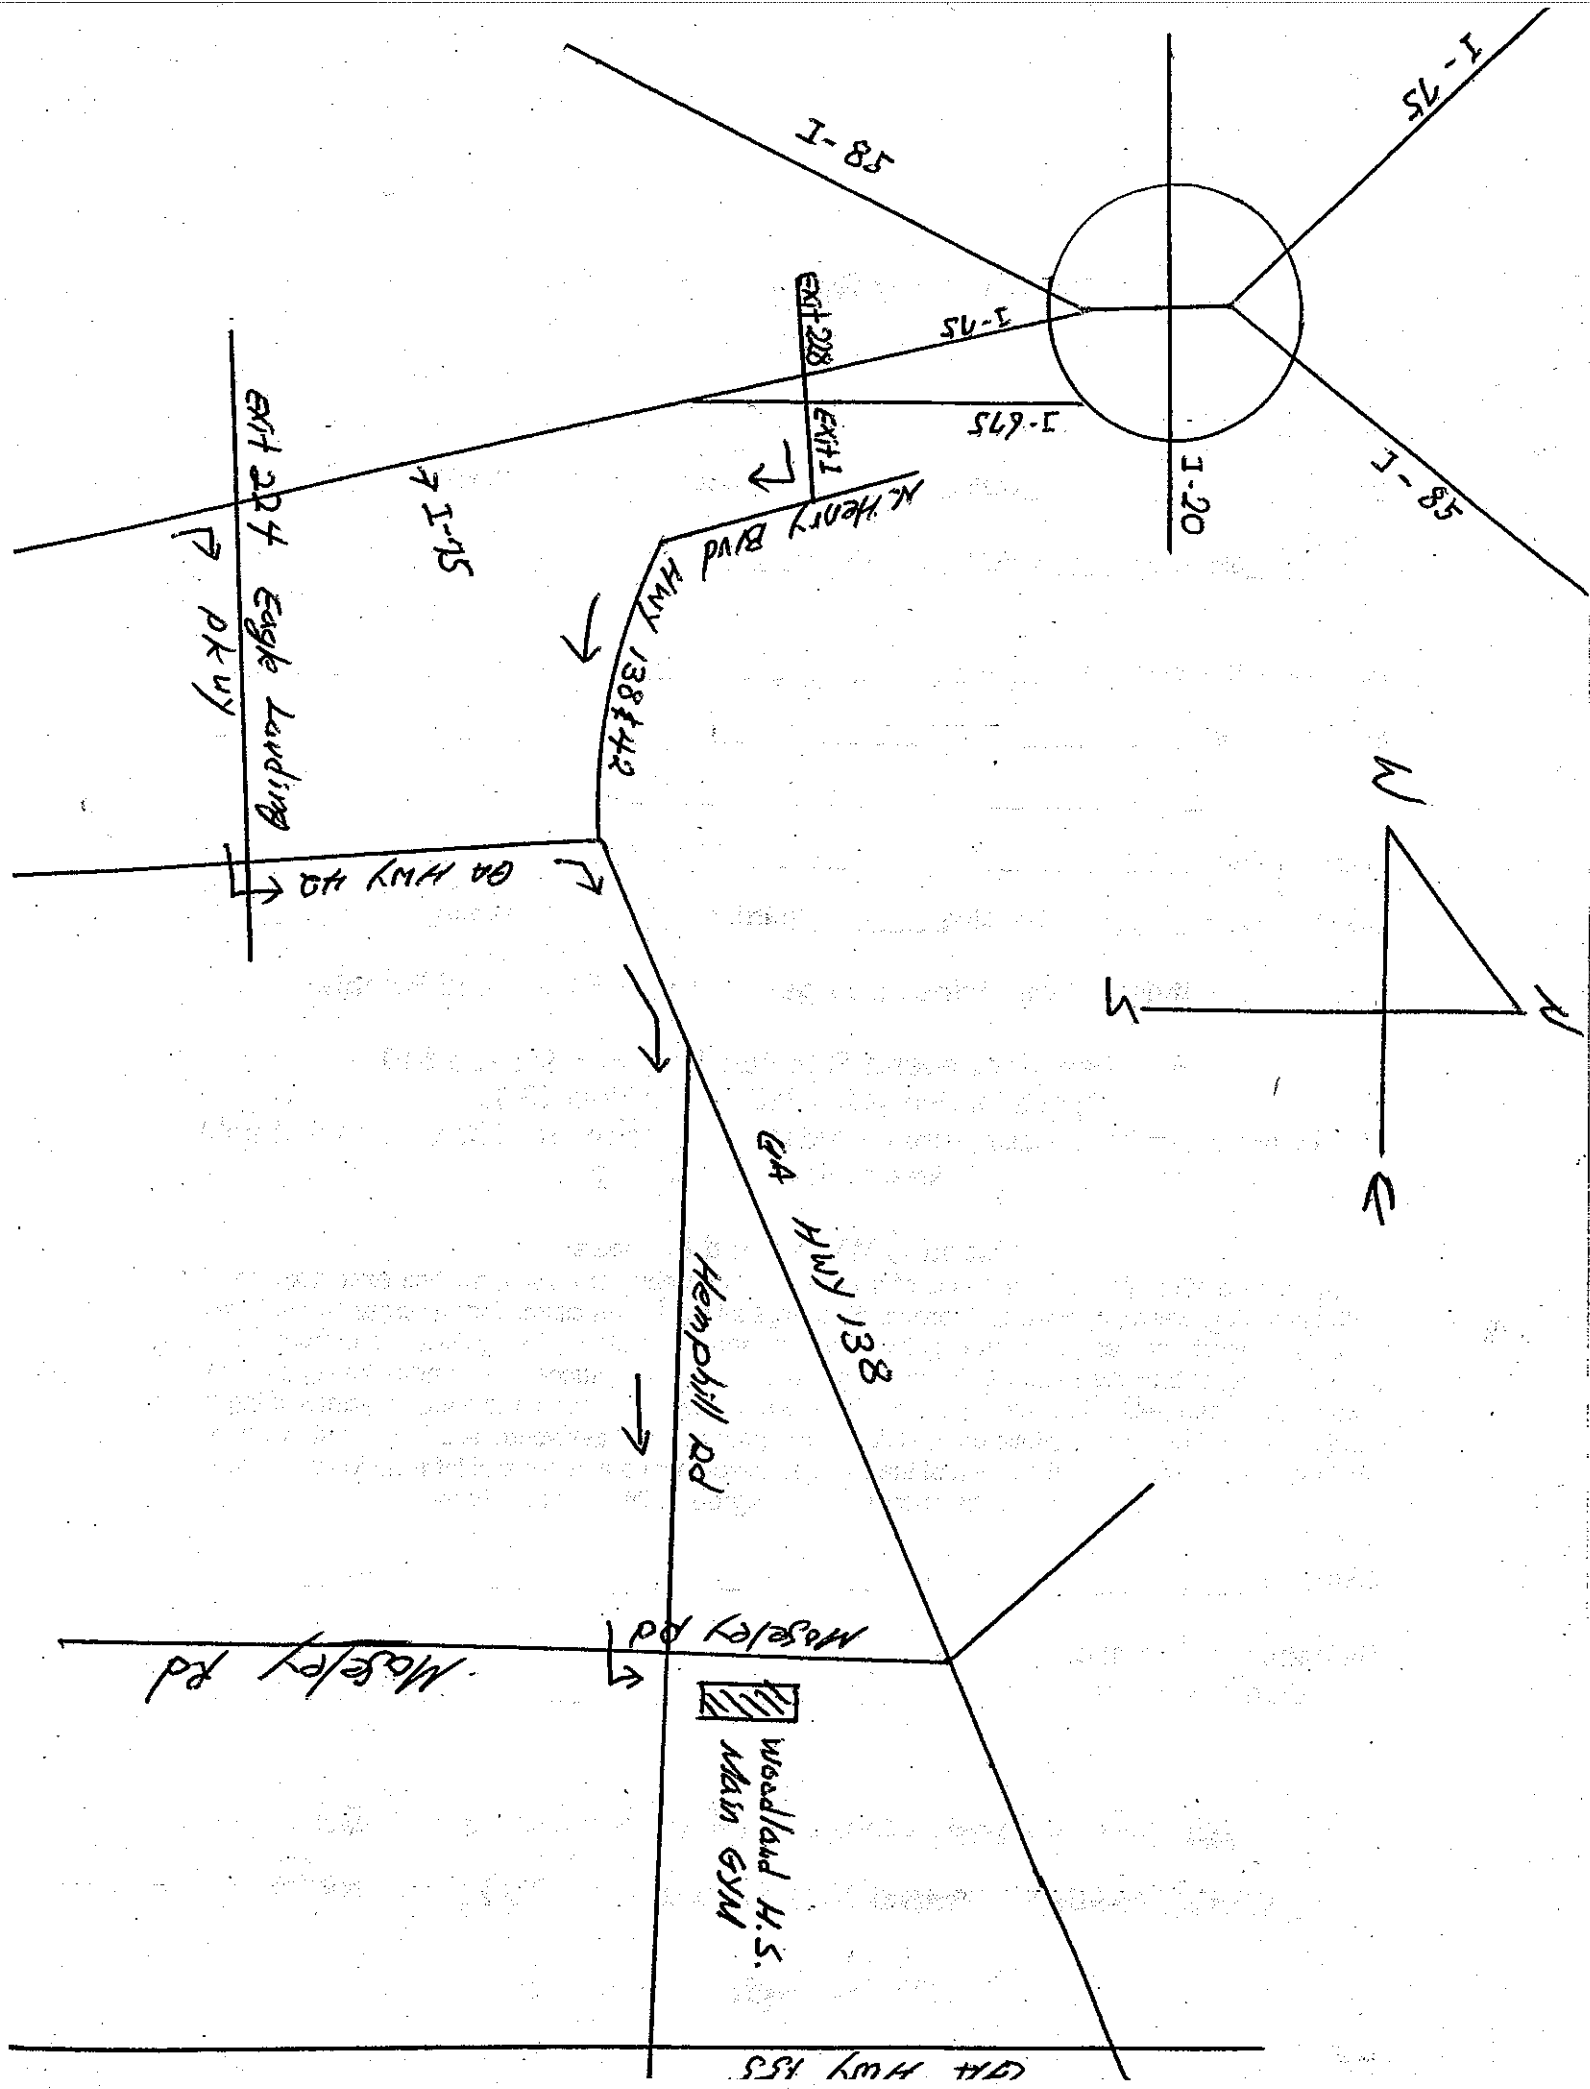 I-75
I-85
I-20
I-85
I-75
I-675
Exit 228
Exit 1
N. Henry Blvd
HWY 138 & 42
I-75
Exit 224 Eagle Landing
PKWY
GA HWY 42
GA HWY 138
Hemphill Rd
Moseley Rd
Moseley Rd
Woodland H.S.
Main GYM
GA HWY 155
N
W
E
S